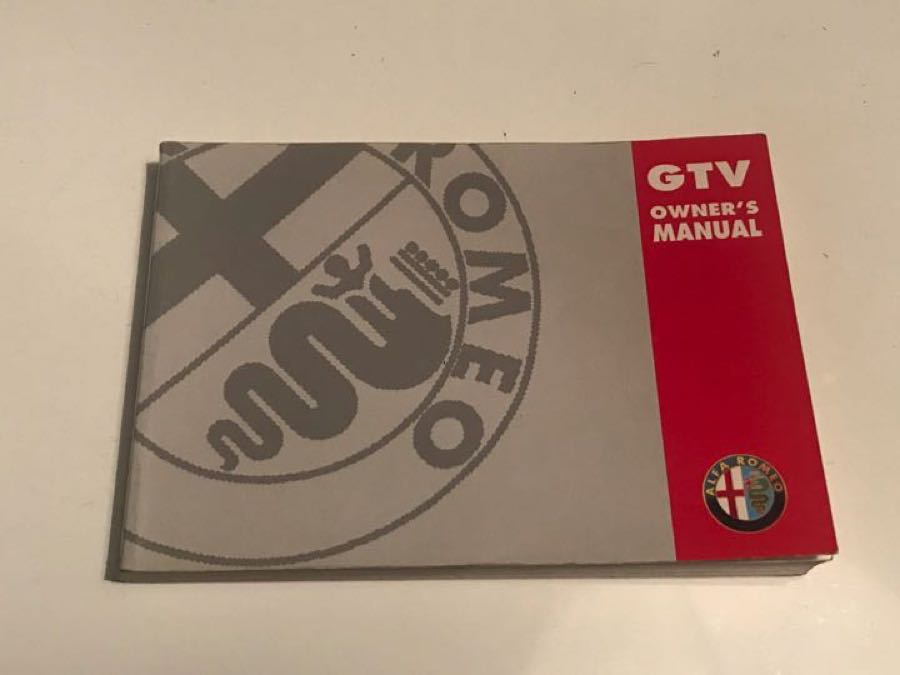 ROMEO
GTV
OWNER'S
MANUAL
ALFA ROMEO